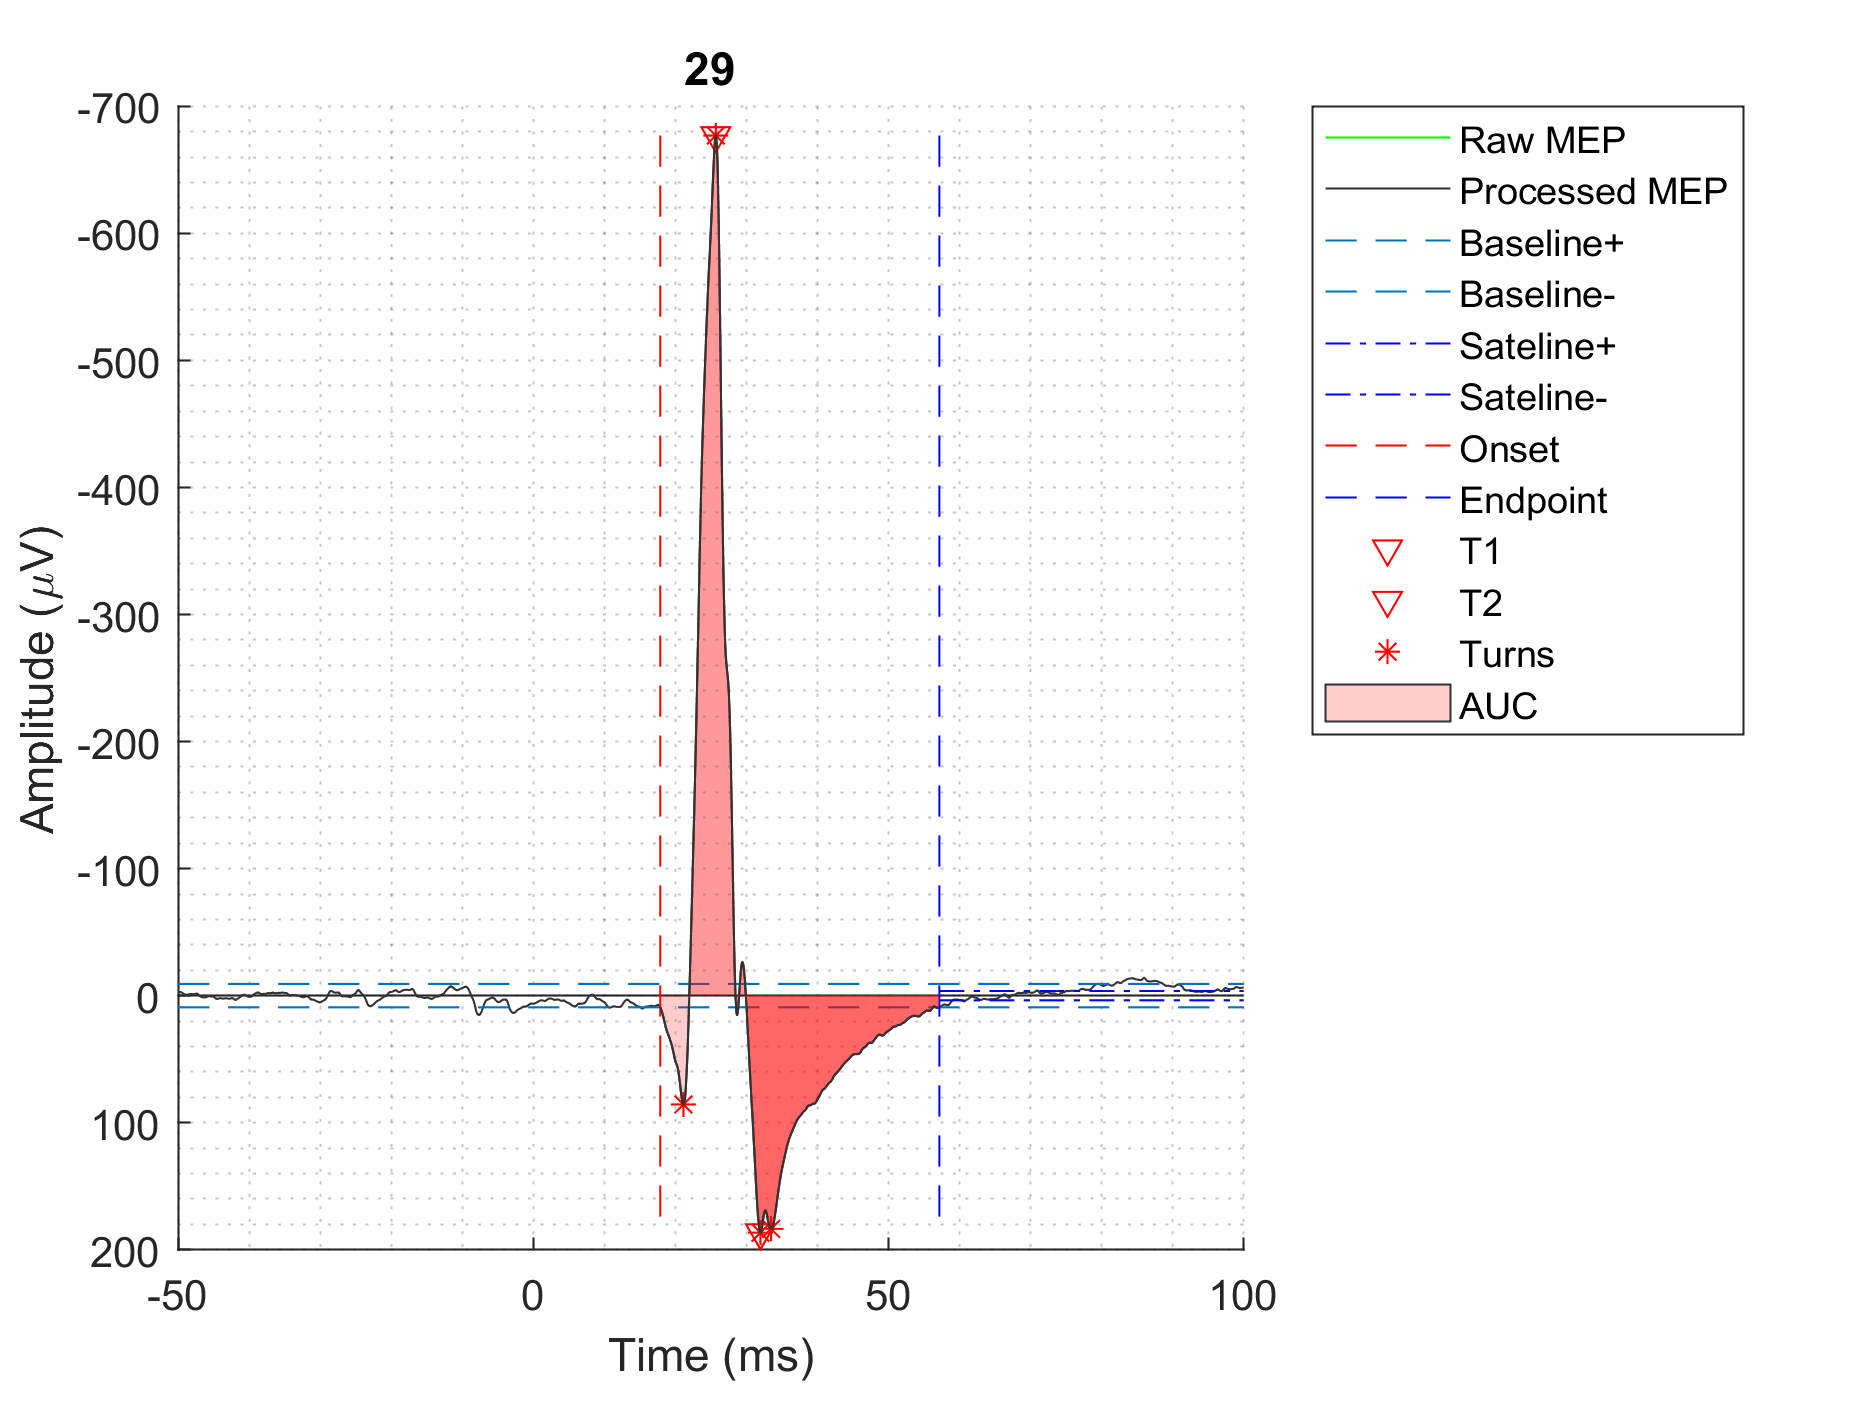 29
-700
-600
-500
-400
-300
-200
-100
0
100
200
Amplitude (μV)
-50 0 50 100
Time (ms)
Raw MEP
Processed MEP
Baseline+
Baseline-
Sateline+
Sateline-
Onset
Endpoint
T1
T2
Turns
AUC